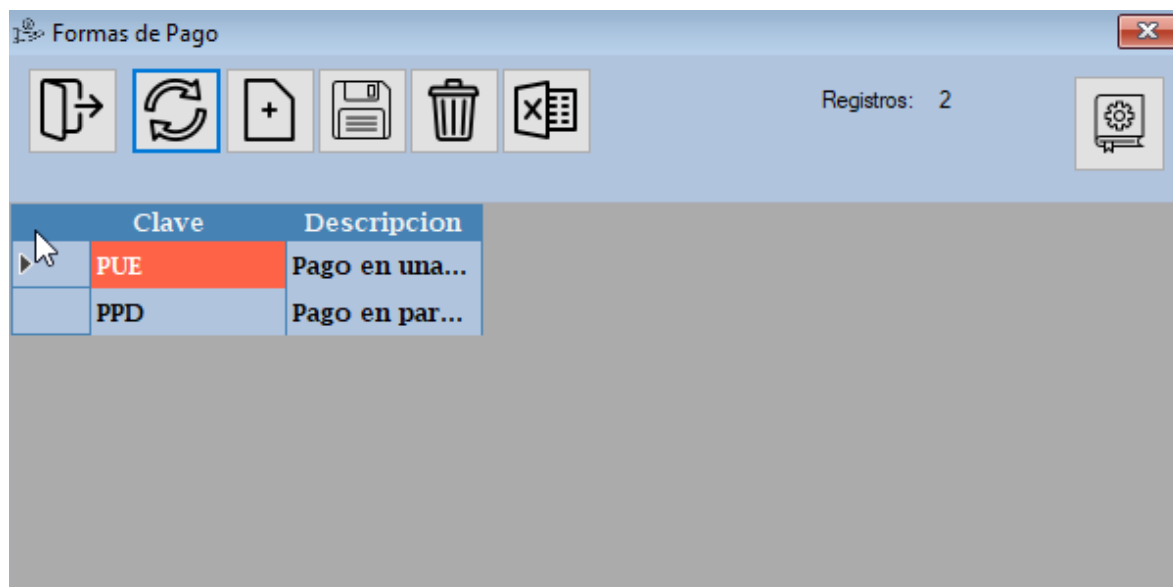 Formas de Pago
Registros: 2
Clave Descripcion
PUE Pago en una...
PPD Pago en par...